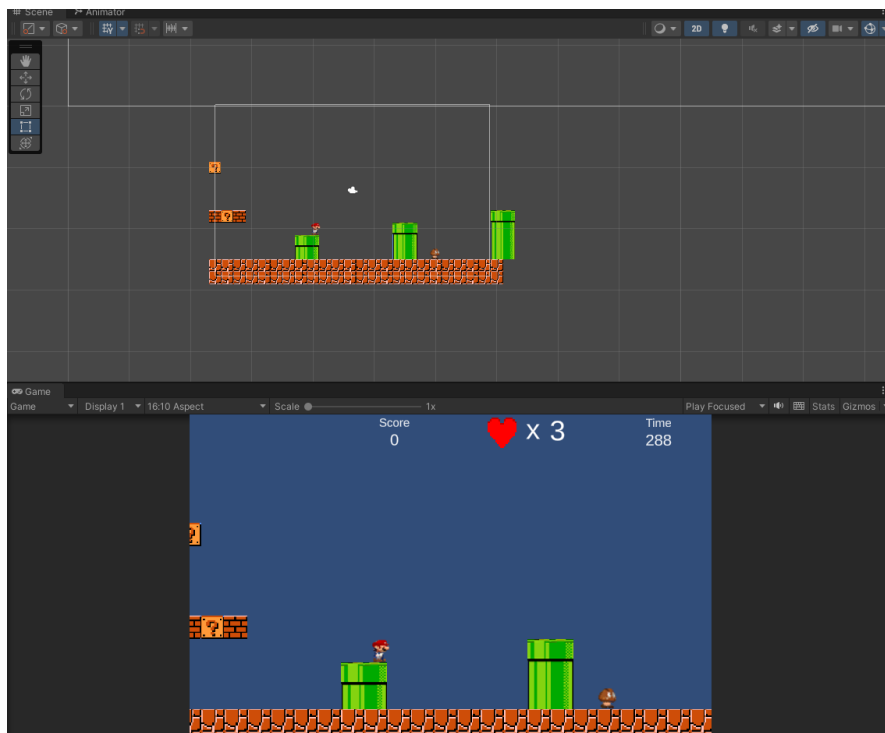 Scene Animator
2D
?
?
Game
Game Display 1 16:10 Aspect Scale 1x Play Focused Stats Gizmos
Score x 3 Time
0 288
?
?